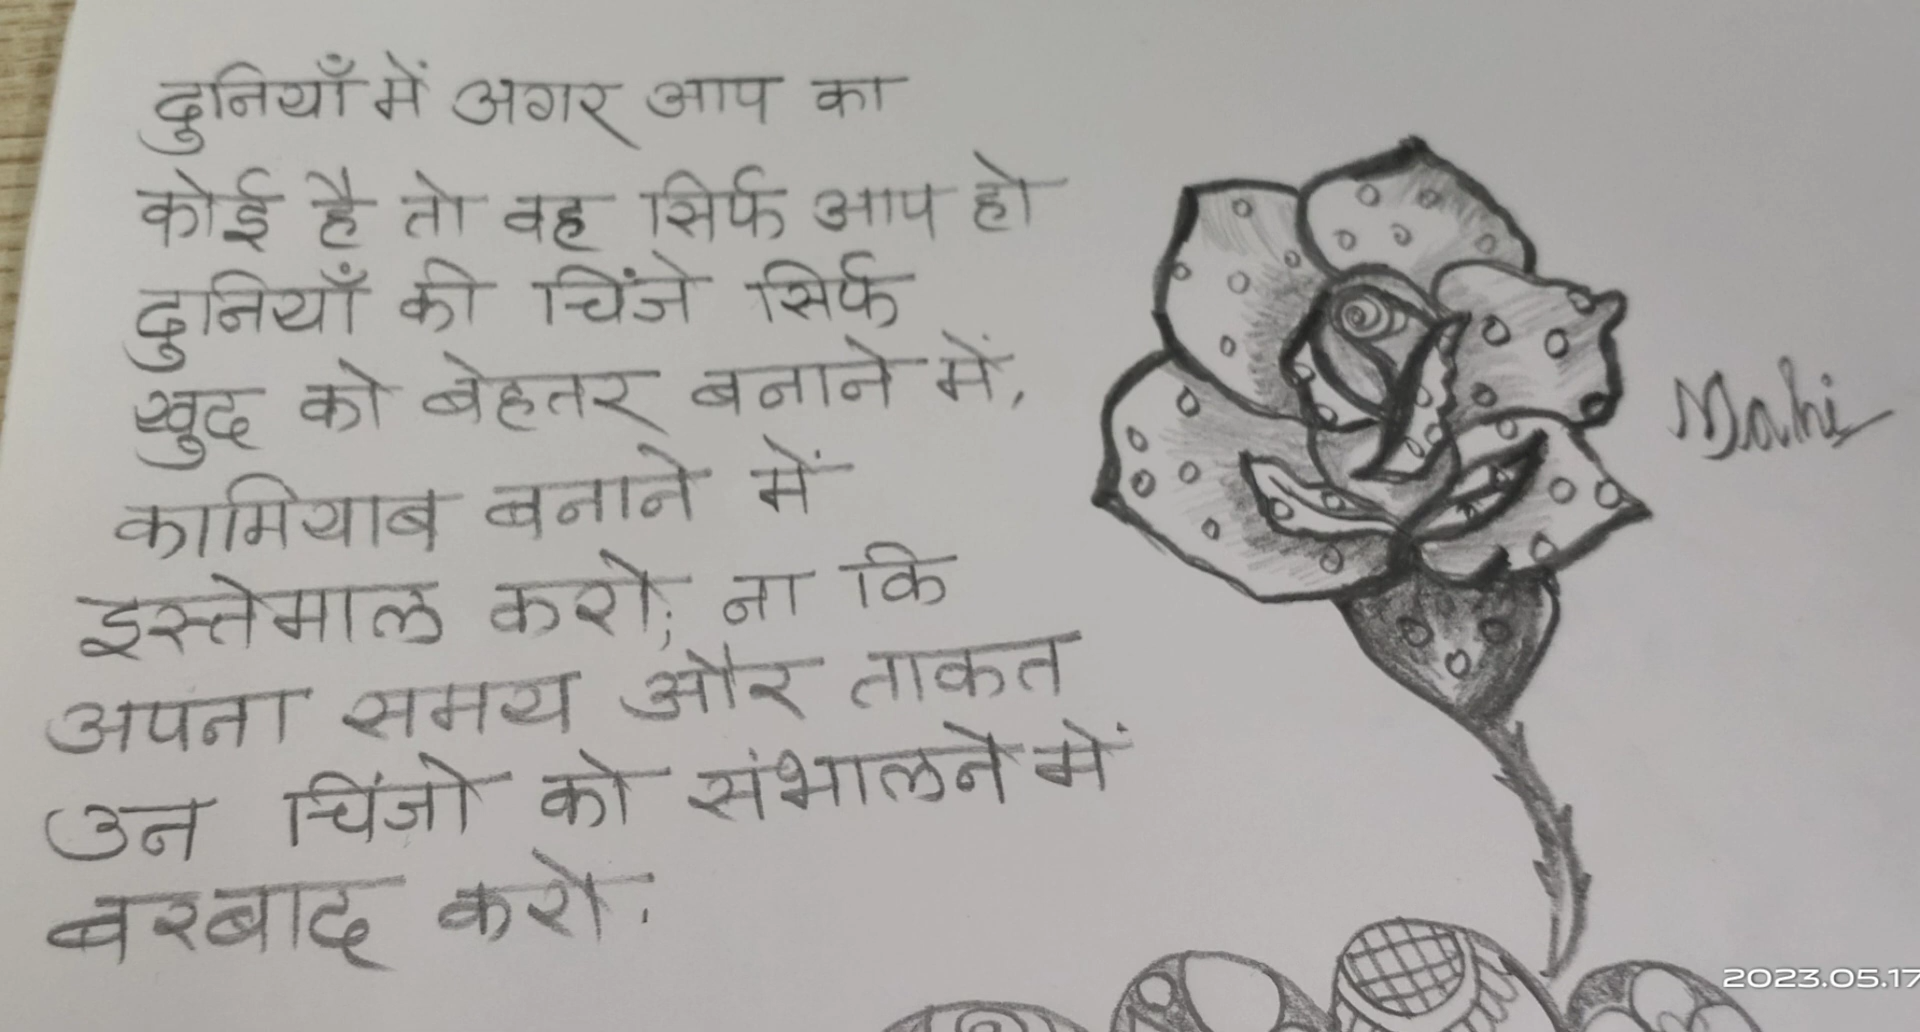 दुनियाँ में अगर आप का
कोई है तो वह सिर्फ आप हो
दुनियाँ की चिंजे सिर्फ
खुद को बेहतर बनाने में,
कामियाब बनाने में
इस्तेमाल करो; ना कि
अपना समय और ताकत
उन चिंजो को संभालने में
बरबाद करो.
Mahi
2023.05.17